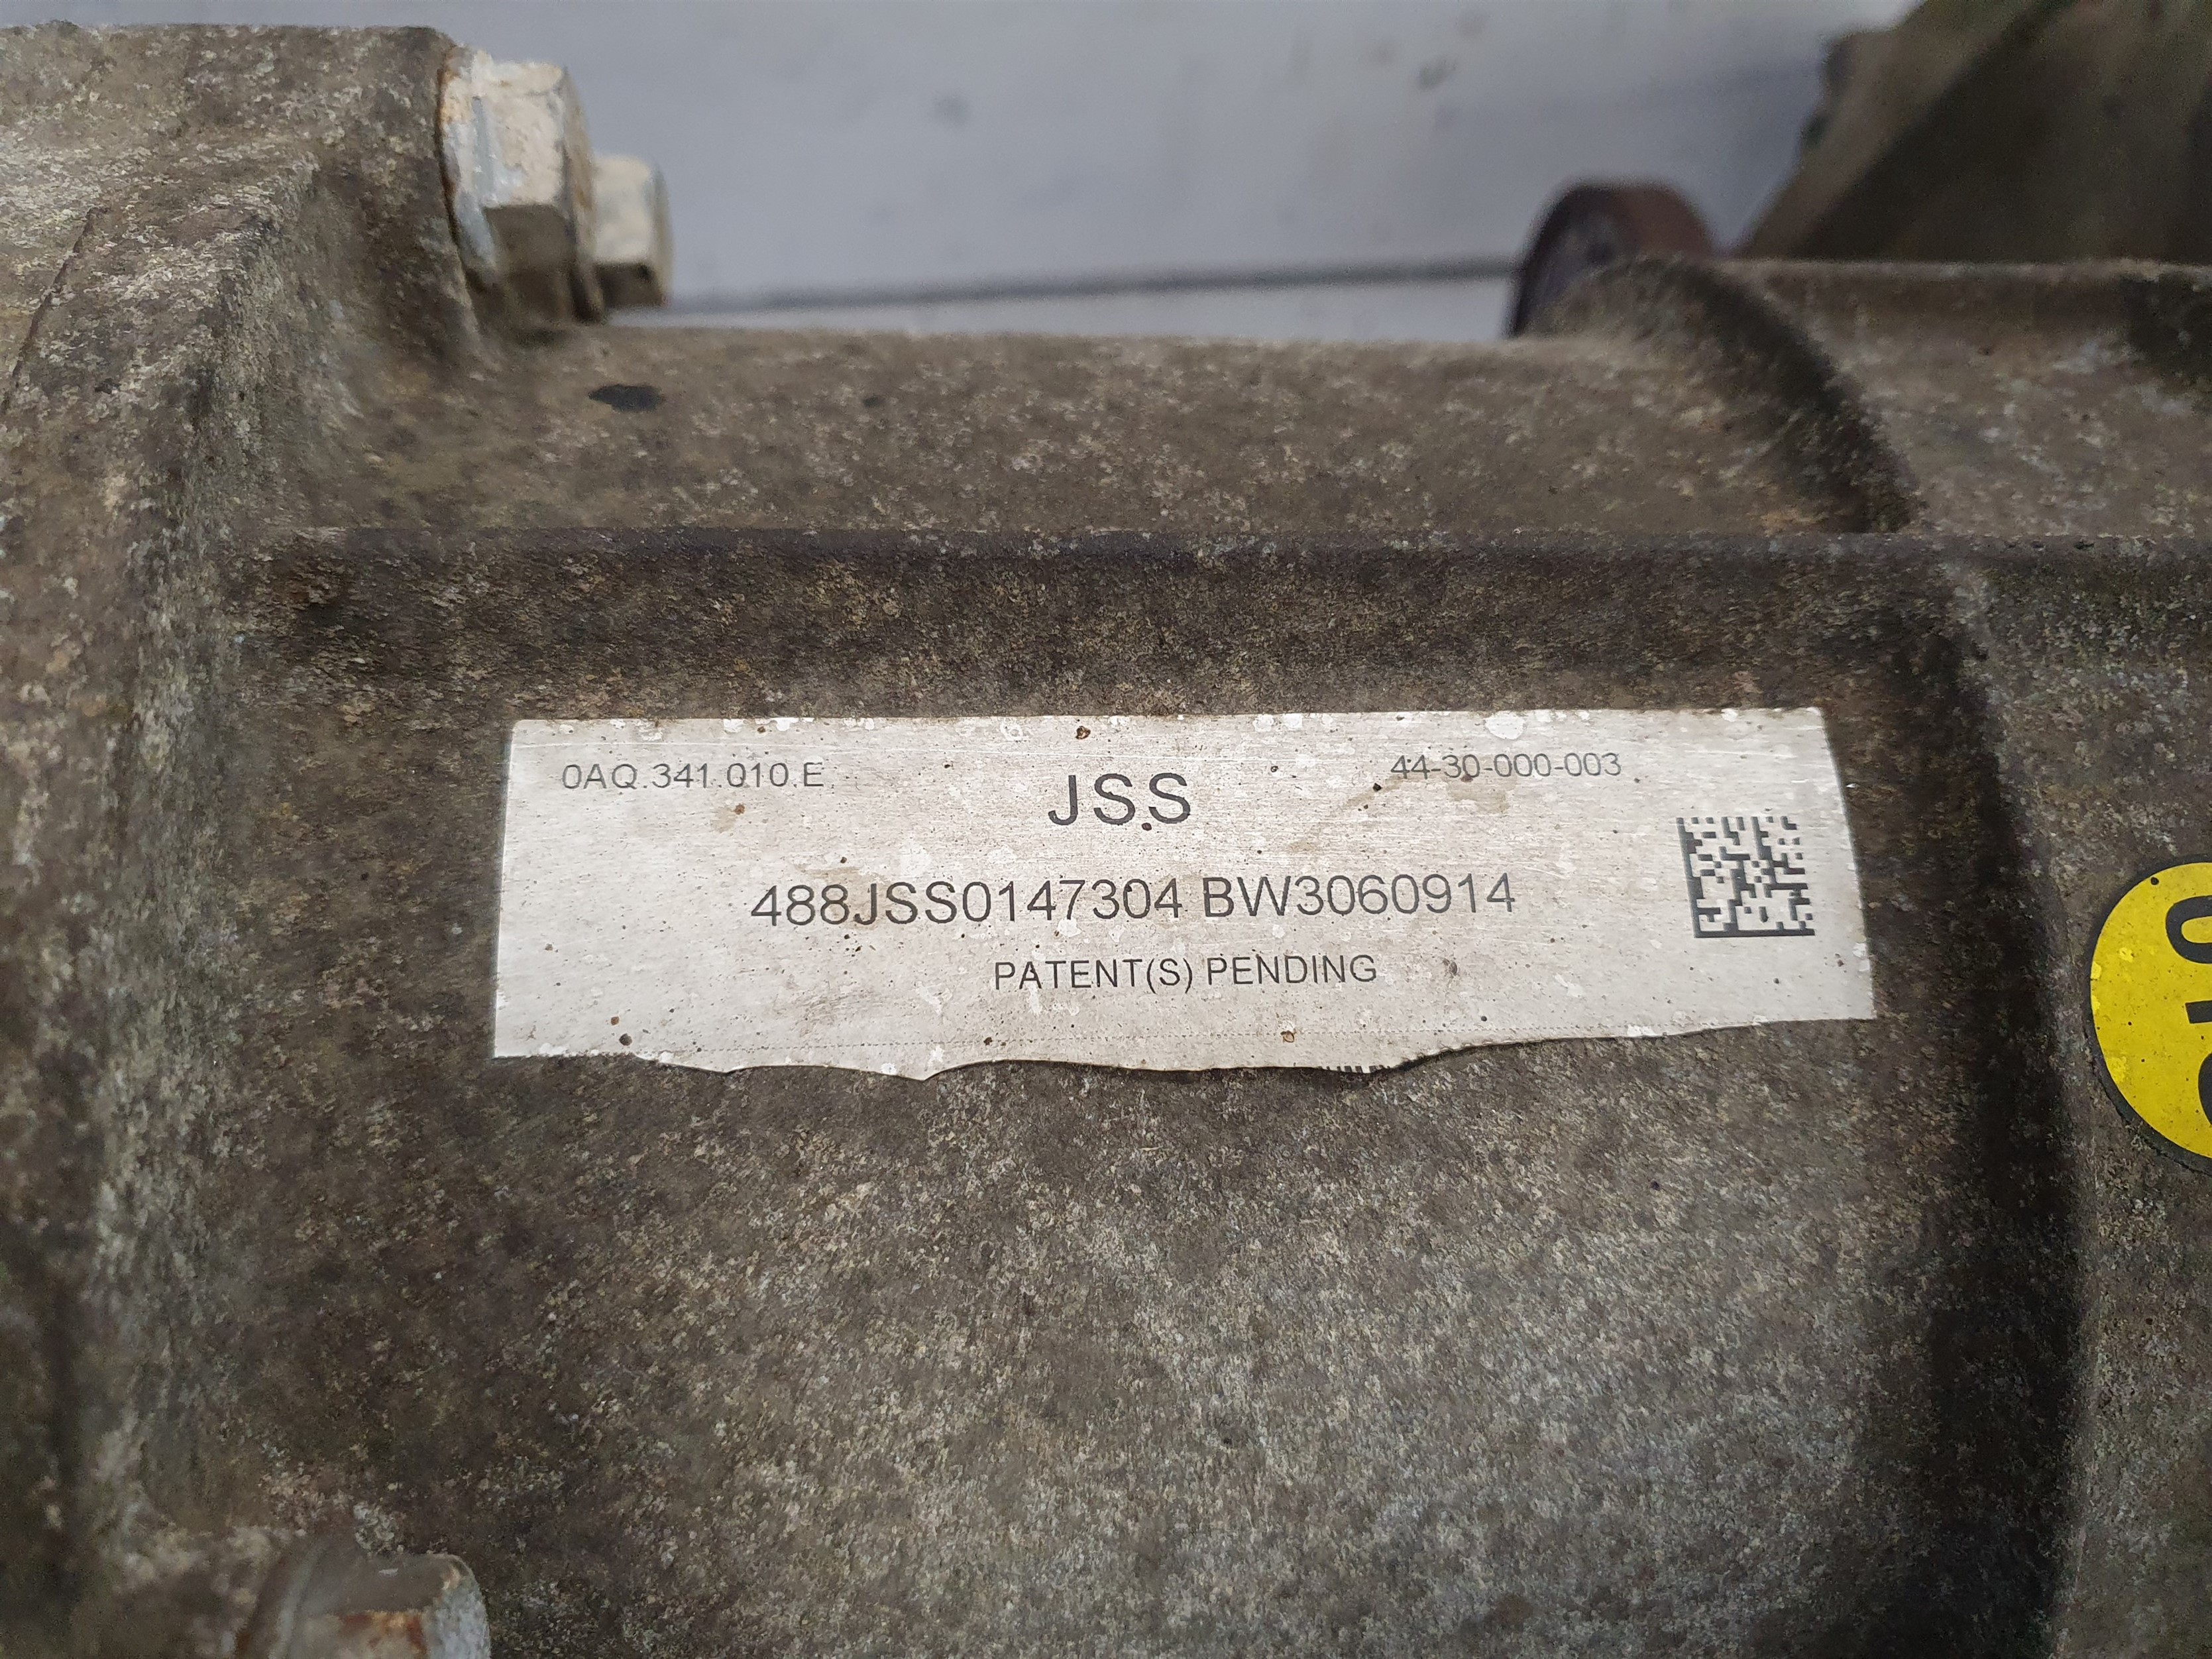 0AQ.341.010.E
JSS
44-30-000-003
488JSS0147304 BW3060914
PATENT(S) PENDING